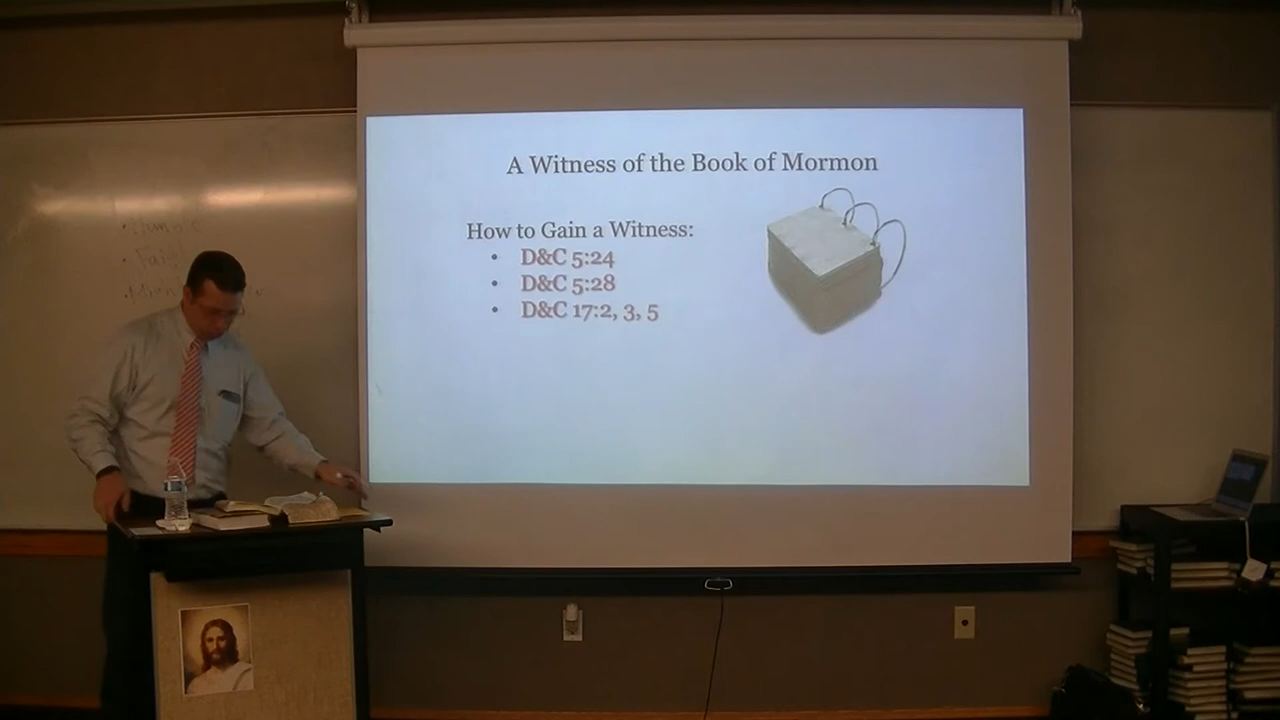 A Witness of the Book of Mormon
How to Gain a Witness:
• D&C 5:24
• D&C 5:28
• D&C 17:2, 3, 5